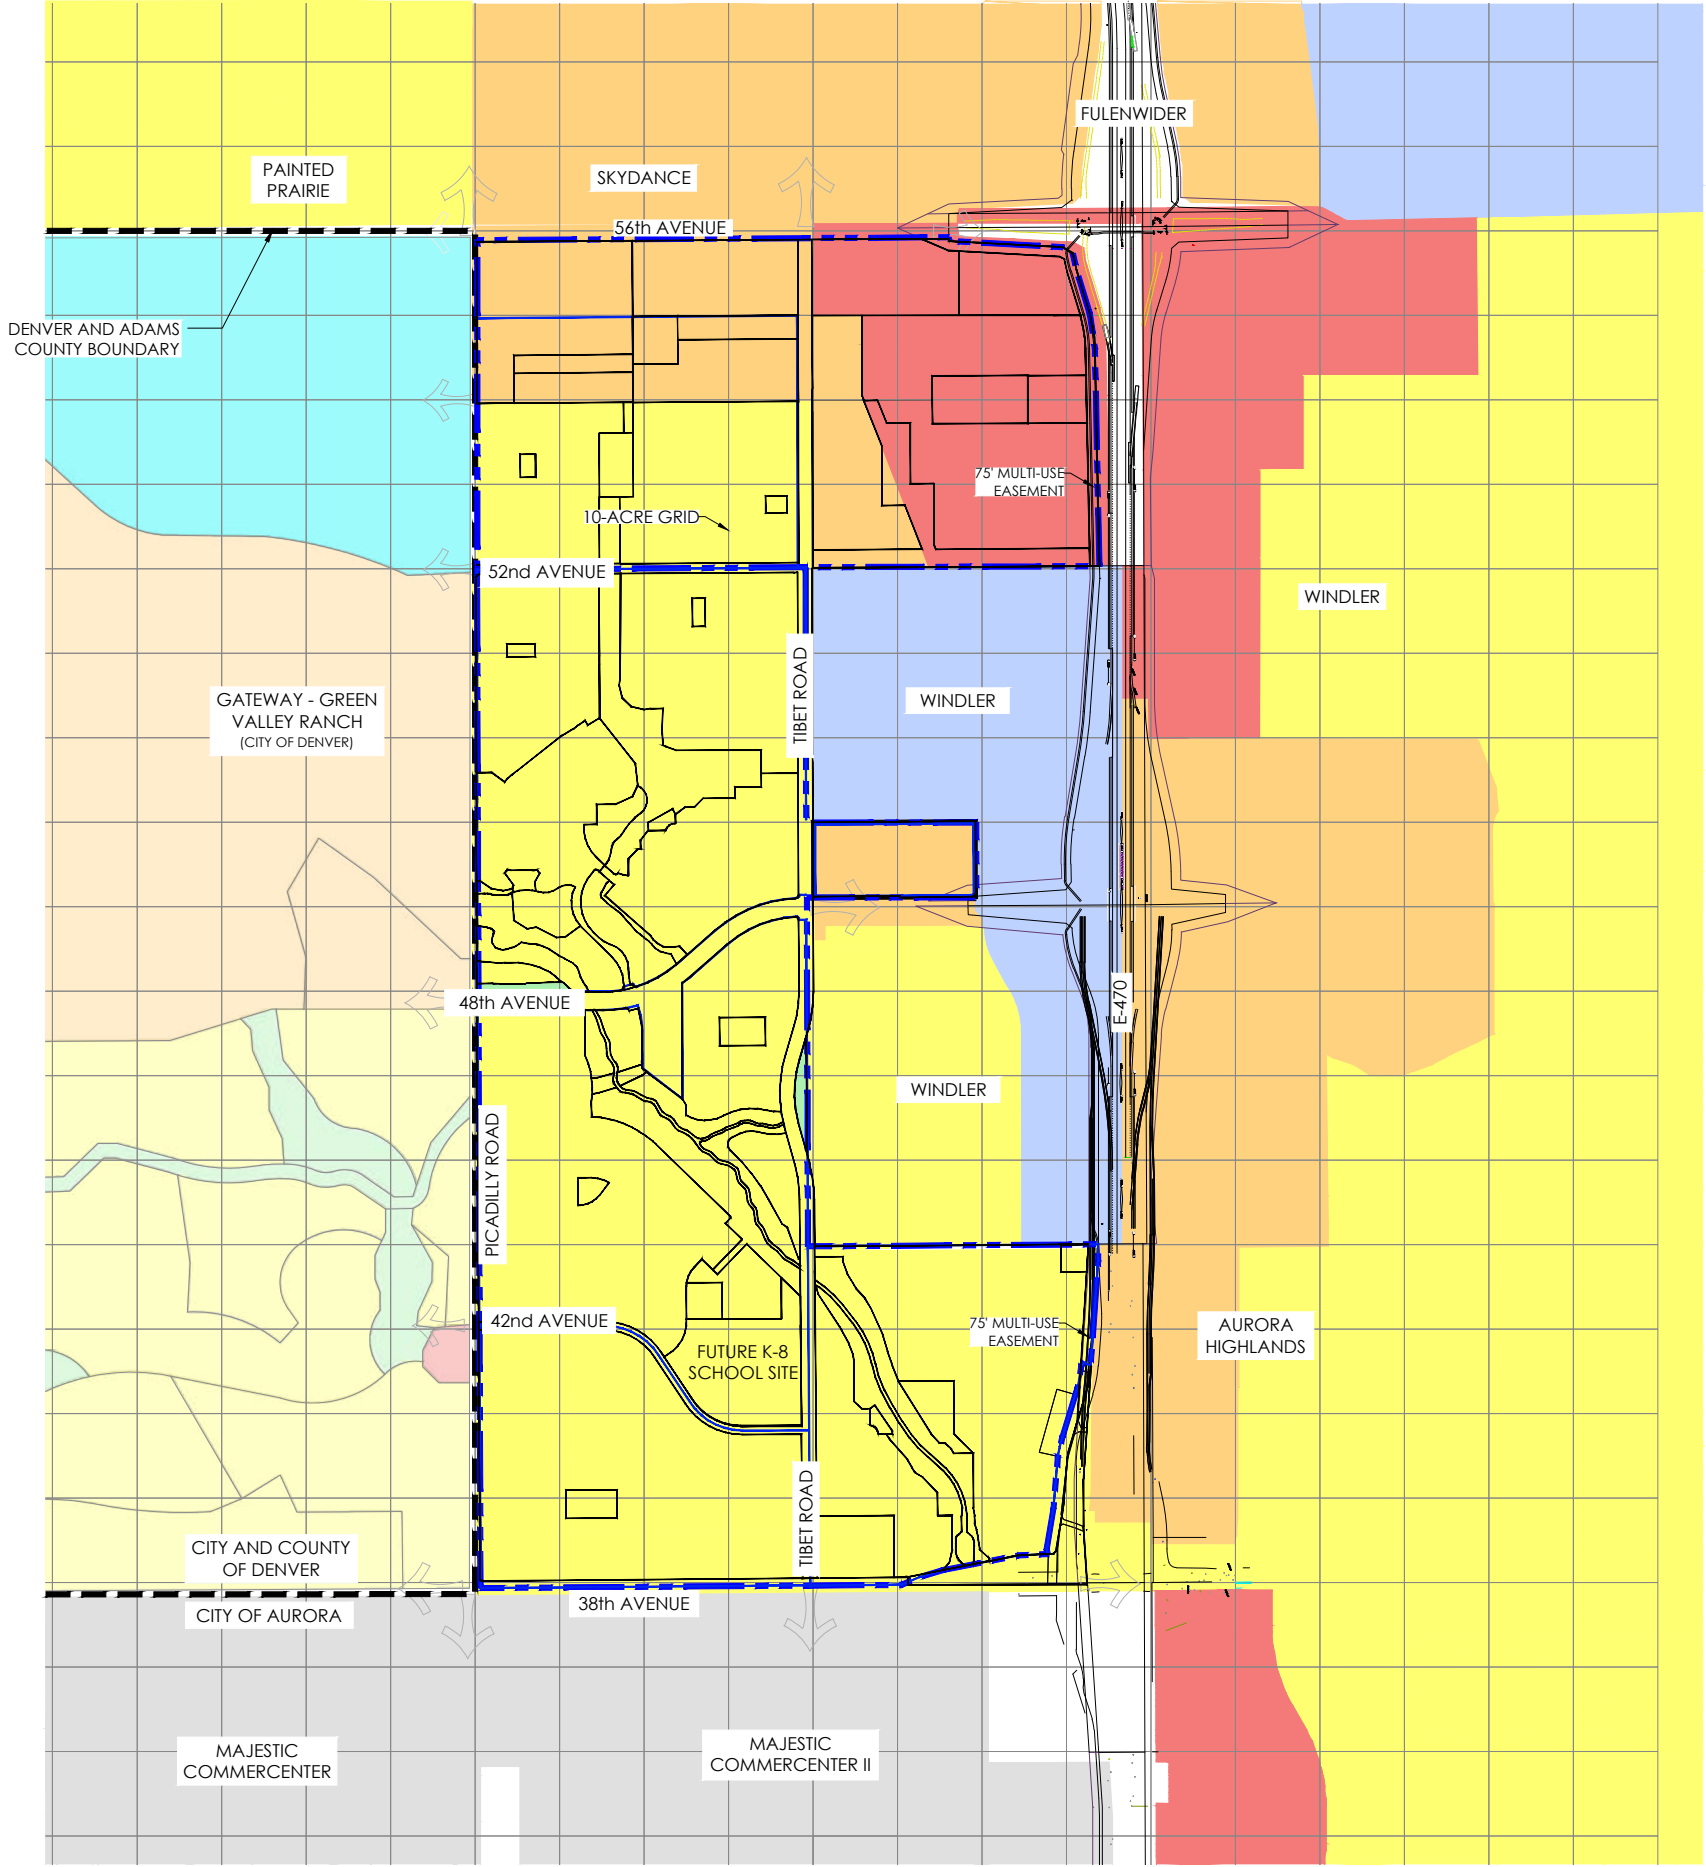 FULENWIDER
PAINTED
PRAIRIE
SKYDANCE
56th AVENUE
DENVER AND ADAMS
COUNTY BOUNDARY
75' MULTI-USE
EASEMENT
10-ACRE GRID
52nd AVENUE
WINDLER
TIBET ROAD
GATEWAY - GREEN
VALLEY RANCH
(CITY OF DENVER)
WINDLER
48th AVENUE
E-470
WINDLER
PICADILLY ROAD
42nd AVENUE
75' MULTI-USE
EASEMENT
AURORA
HIGHLANDS
FUTURE K-8
SCHOOL SITE
TIBET ROAD
CITY AND COUNTY
OF DENVER
38th AVENUE
CITY OF AURORA
MAJESTIC
COMMERCENTER
MAJESTIC
COMMERCENTER II